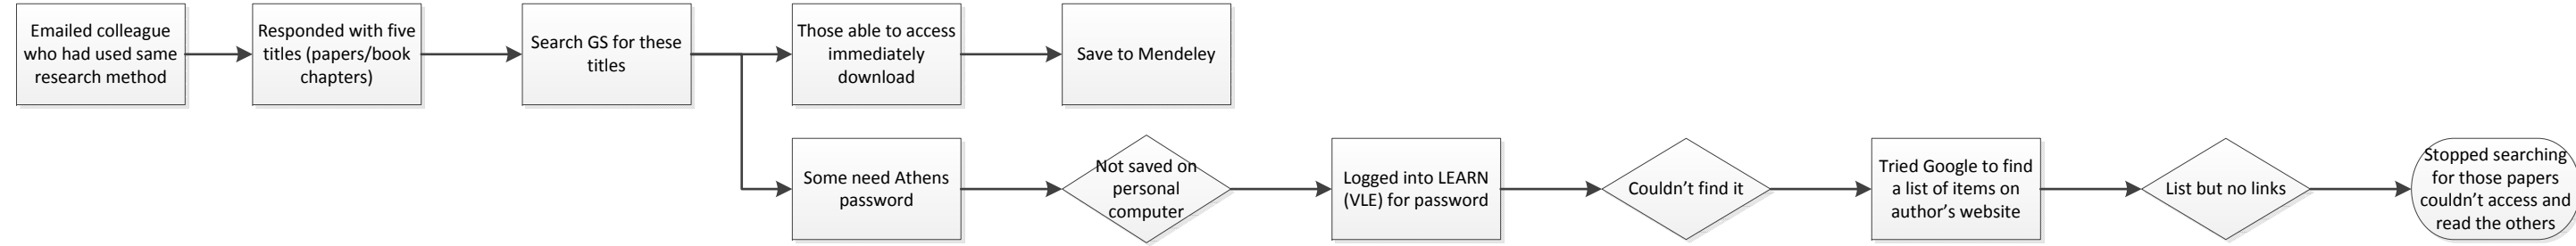 Emailed colleague
who had used same
research method
Responded with five
titles (papers/book
chapters)
Search GS for these
titles
Those able to access
immediately
download
Save to Mendeley
Some need Athens
password
Not saved on
personal
computer
Logged into LEARN
(VLE) for password
Couldn't find it
Tried Google to find
a list of items on
author's website
List but no links
Stopped searching
for those papers
couldn't access and
read the others